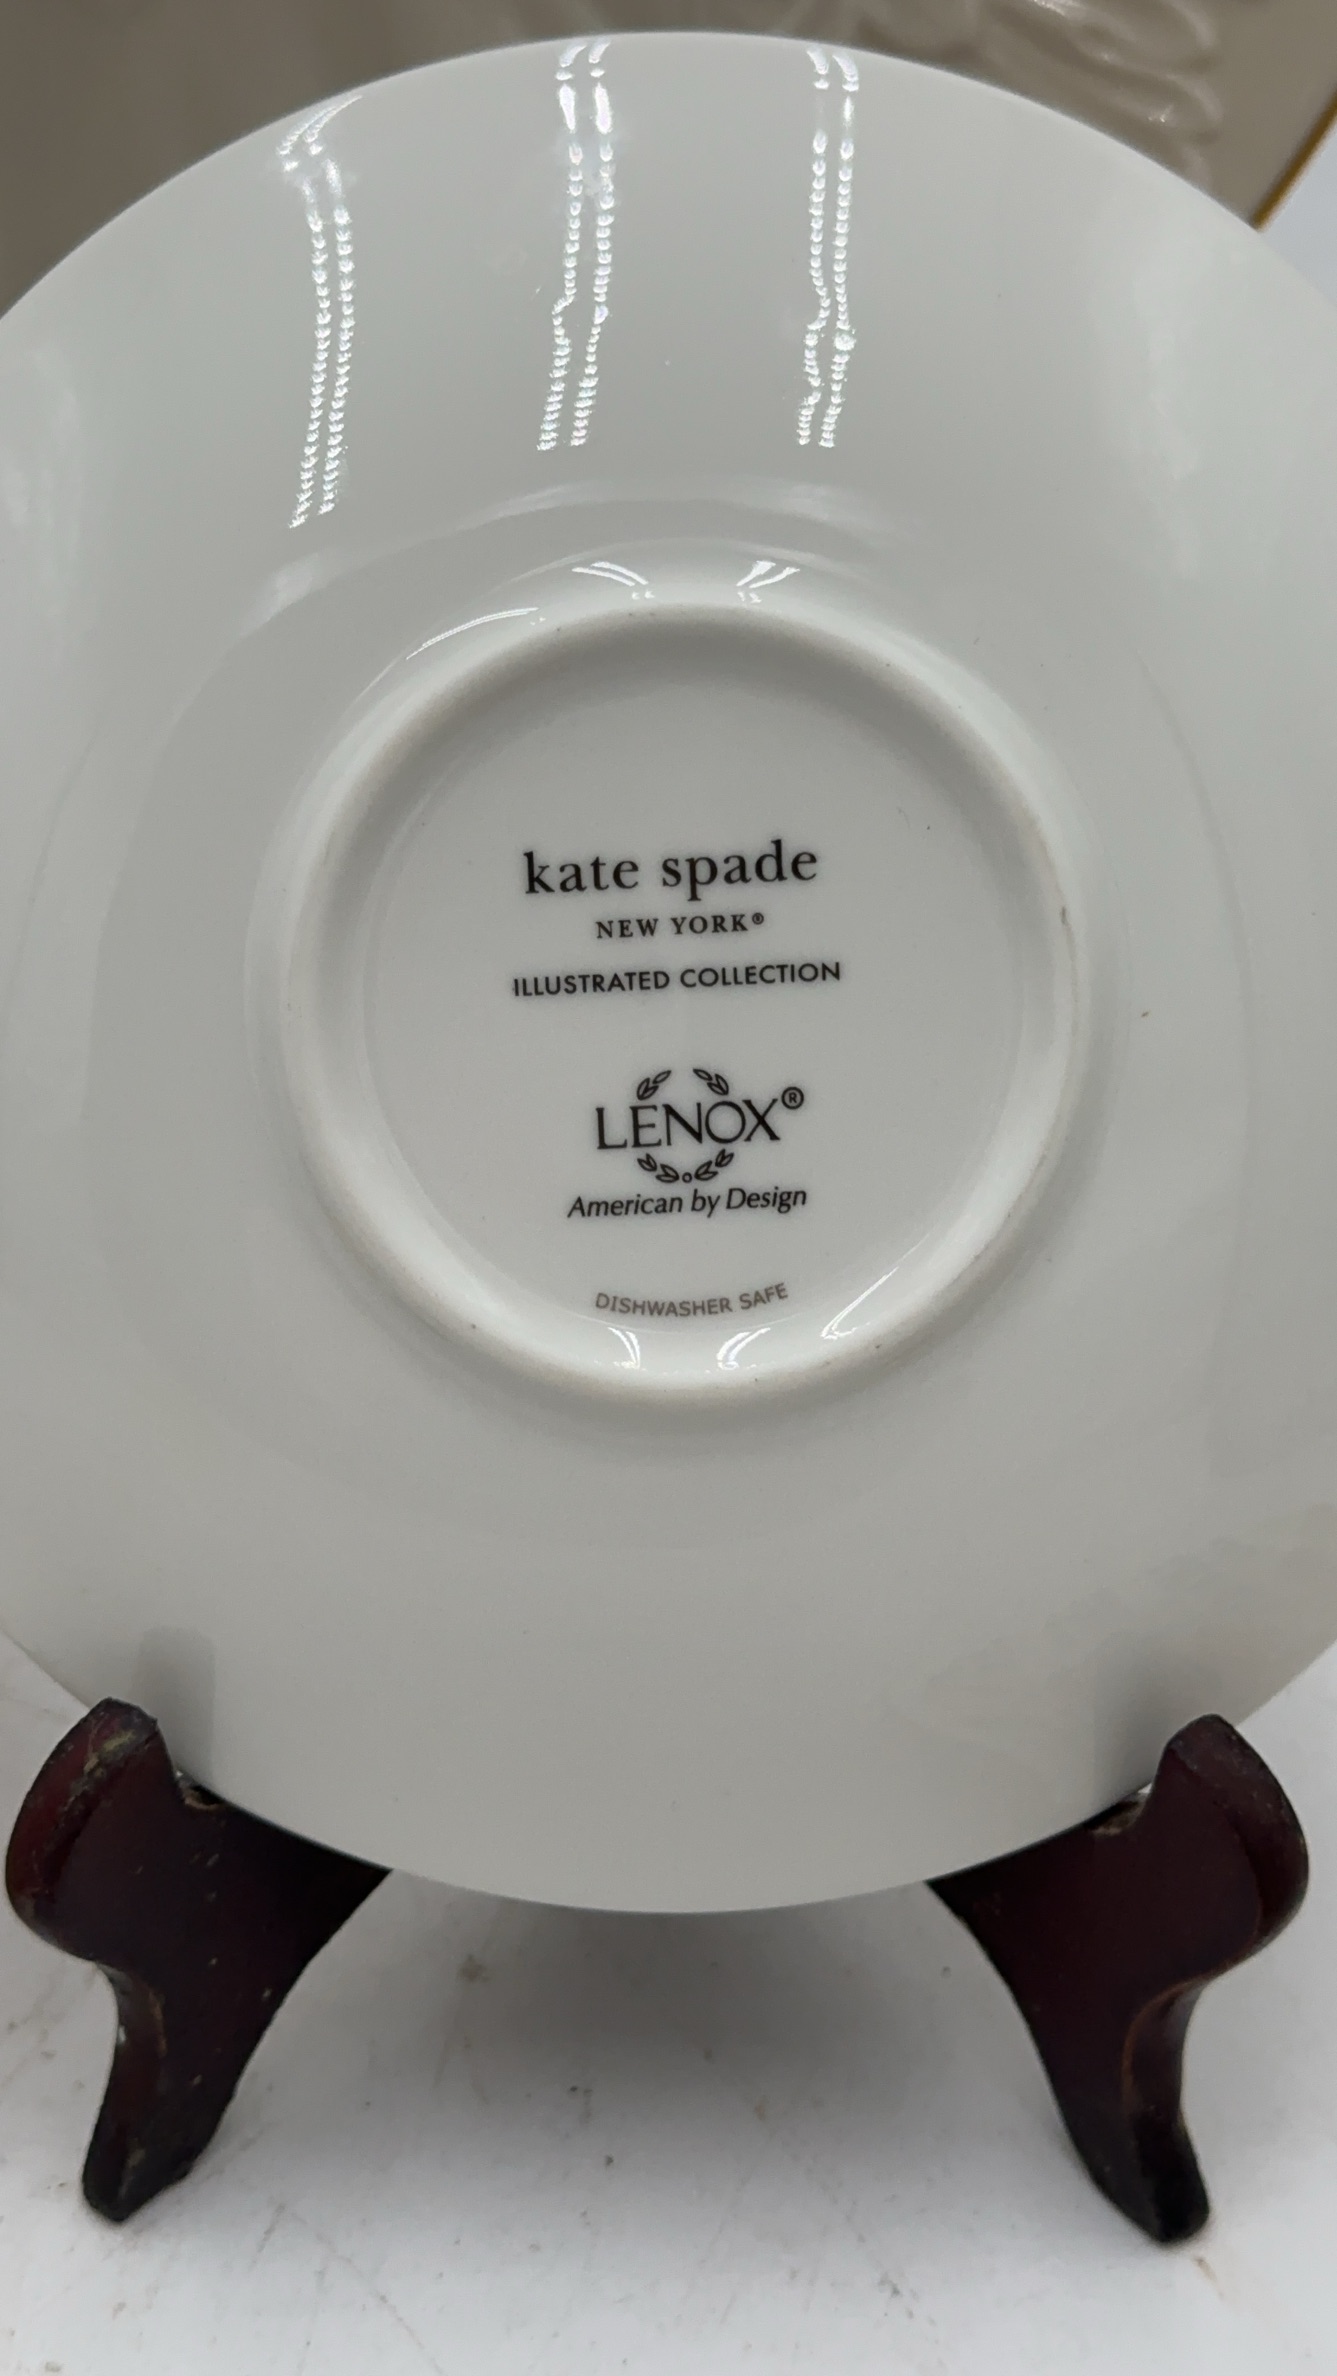 kate spade
NEW YORK®
ILLUSTRATED COLLECTION
LENOX®
American by Design
DISHWASHER SAFE